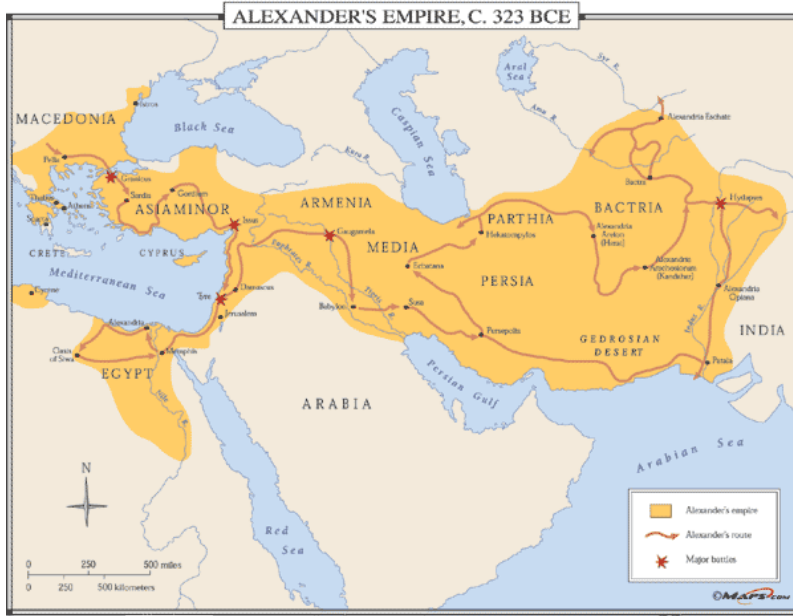 ALEXANDER'S EMPIRE, C. 323 BCE
MACEDONIA
Istros
Black Sea
Aral
Sea
Syr R.
Amu R.
Caspian Sea
Alexandria Eschate
Pella
Granicus
Kura R.
Bactra
Sardis
Gordium
Thebes
Athens
Sparta
ASIA MINOR
Issus
ARMENIA
Gaugamela
MEDIA
PARTHIA
Hekatompylos
BACTRIA
Hydaspes
Alexandria
Areion
(Herat)
CRETE
CYPRUS
Mediterranean Sea
Euphrates R.
Tigris R.
Ecbatana
PERSIA
Alexandria
Arachosiorum
(Kandahar)
Cyrene
Tyre
Damascus
Jerusalem
Babylon
Susa
Alexandria
Opiana
Indus R.
INDIA
Alexandria
Memphis
Oasis
of Siwa
EGYPT
Nile R.
Persepolis
GEDROSIAN
DESERT
Patala
Persian Gulf
ARABIA
Arabian Sea
Red
Sea
N
0 250 500 miles
0 250 500 kilometers
Alexander's empire
Alexander's route
Major battles
©MAPS.COM